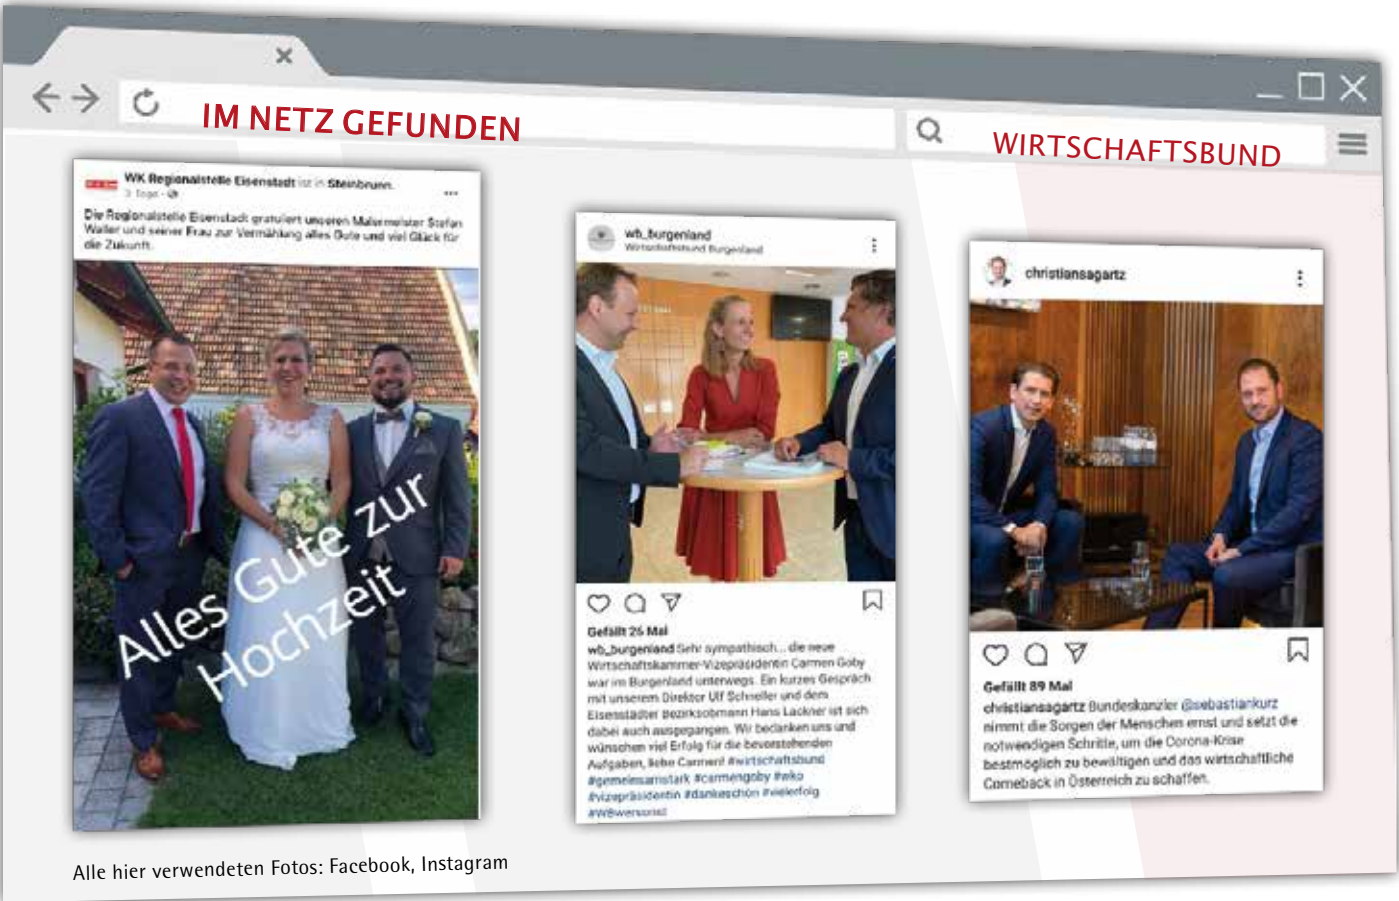 IM NETZ GEFUNDEN
WIRTSCHAFTSBUND
WK Regionalstelle Eisenstadt ist in Steinbrunn.
3 Tage
Die Regionalstelle Eisenstadt gratuliert unseren Malermeister Stefan
Waller und seiner Frau zur Vermählung alles Gute und viel Glück für
die Zukunft.
Alles Gute zur
Hochzeit
wb_burgenland
Wirtschaftsbund Burgenland
Gefällt 26 Mal
wb_burgenland Sehr sympathisch... die neue
Wirtschaftskammer-Vizepräsidentin Carmen Goby
war im Burgenland unterwegs. Ein kurzes Gespräch
mit unserem Direktor Ulf Schneller und dem
Eisenstädter Bezirksobmann Hans Lackner ist sich
dabei auch ausgegangen. Wir bedanken uns und
wünschen viel Erfolg für die bevorstehenden
Aufgaben, liebe Carmen! #wirtschaftsbund
#gemeinsamstark #carmengoby #wko
#vizepräsidentin #dankeschön #vielerfolg
#WBwersonst
christiansagartz
Gefällt 89 Mal
christiansagartz Bundeskanzler @sebastiankurz
nimmt die Sorgen der Menschen ernst und setzt die
notwendigen Schritte, um die Corona-Krise
bestmöglich zu bewältigen und das wirtschaftliche
Comeback in Österreich zu schaffen.
Alle hier verwendeten Fotos: Facebook, Instagram